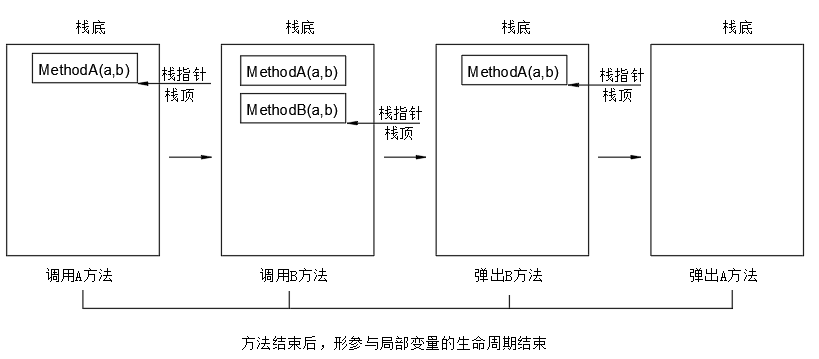 栈底
栈底
栈底
栈底
MethodA(a,b)
栈指针
栈顶
MethodA(a,b)
MethodB(a,b)
栈指针
栈顶
MethodA(a,b)
栈指针
栈顶
调用A方法
调用B方法
弹出B方法
弹出A方法
方法结束后，形参与局部变量的生命周期结束